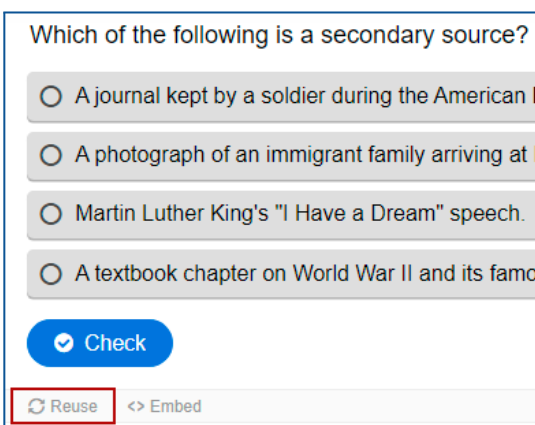 Which of the following is a secondary source?
A journal kept by a soldier during the American
A photograph of an immigrant family arriving at
Martin Luther King's "I Have a Dream" speech.
A textbook chapter on World War II and its
Check
Reuse <> Embed